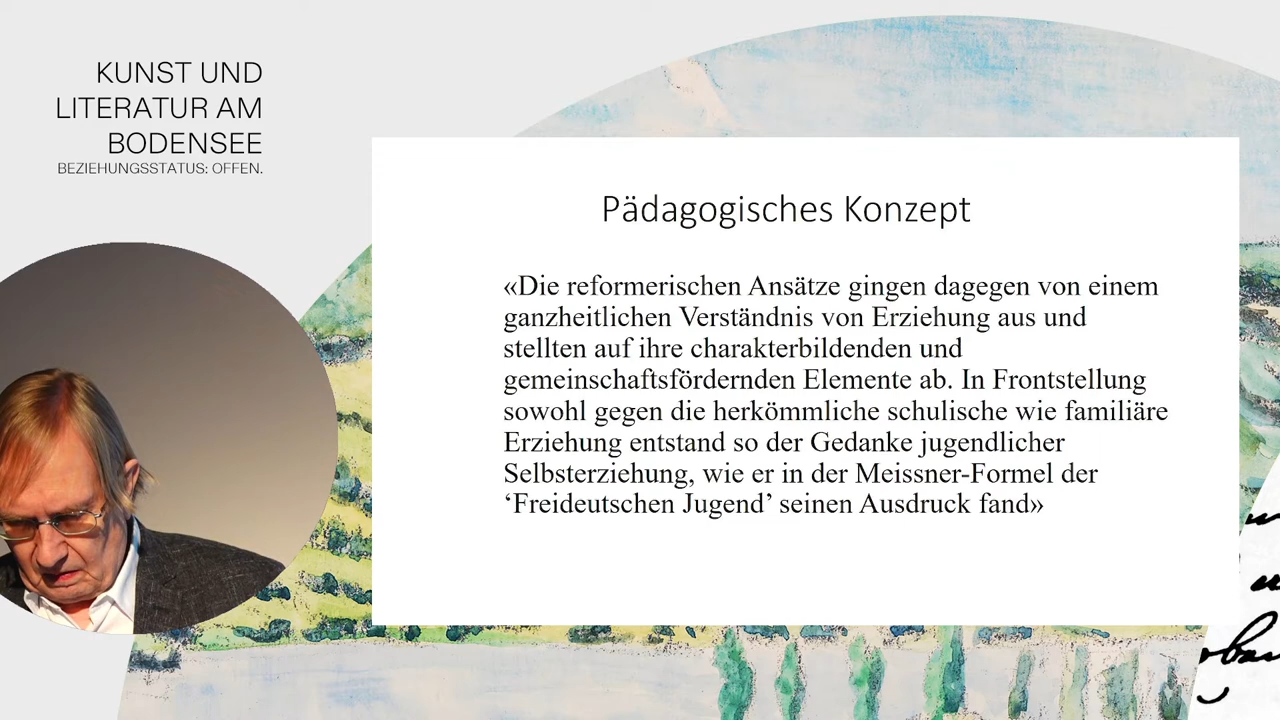 KUNST UND
LITERATUR AM
BODENSEE
BEZIEHUNGSSTATUS: OFFEN.
Pädagogisches Konzept
«Die reformerischen Ansätze gingen dagegen von einem
ganzheitlichen Verständnis von Erziehung aus und
stellten auf ihre charakterbildenden und
gemeinschaftsfördernden Elemente ab. In Frontstellung
sowohl gegen die herkömmliche schulische wie familiäre
Erziehung entstand so der Gedanke jugendlicher
Selbsterziehung, wie er in der Meissner-Formel der
‘Freideutschen Jugend’ seinen Ausdruck fand»